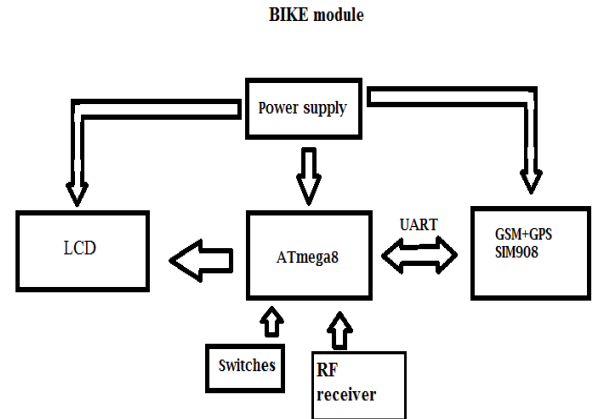 BIKE module
Power supply
LCD
ATmega8
UART
GSM+GPS
SIM908
Switches
RF
receiver